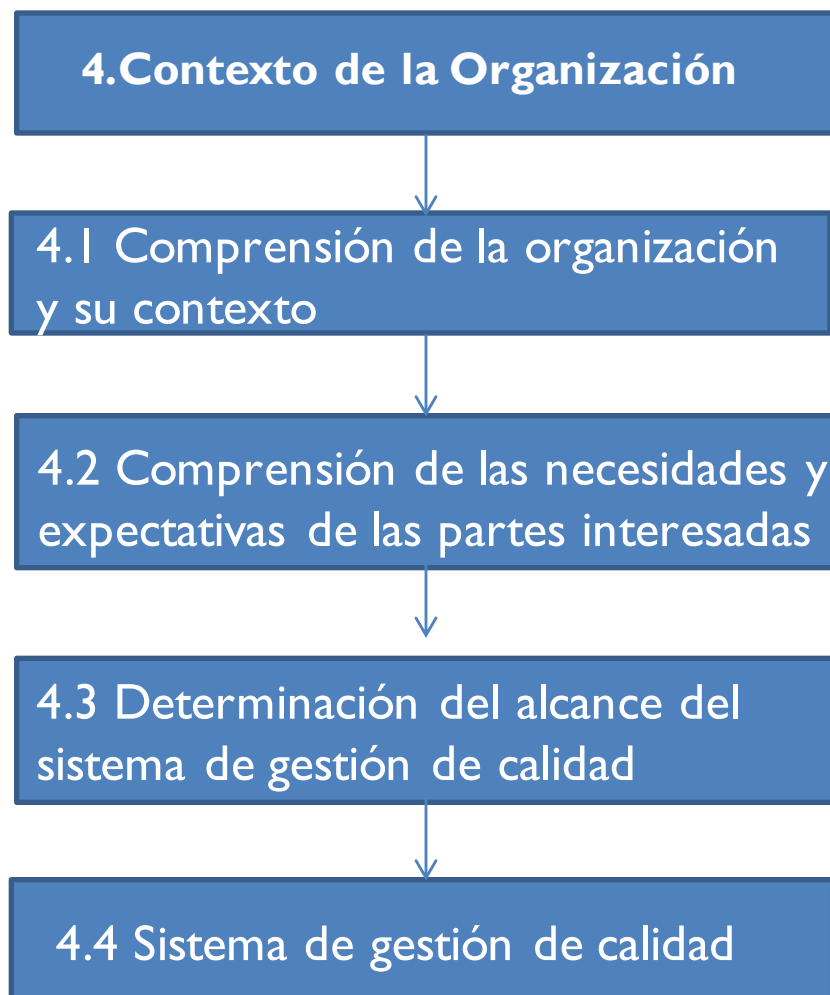 4.Contexto de la Organización
4.1 Comprensión de la organización
y su contexto
4.2 Comprensión de las necesidades y
expectativas de las partes interesadas
4.3 Determinación del alcance del
sistema de gestión de calidad
4.4 Sistema de gestión de calidad